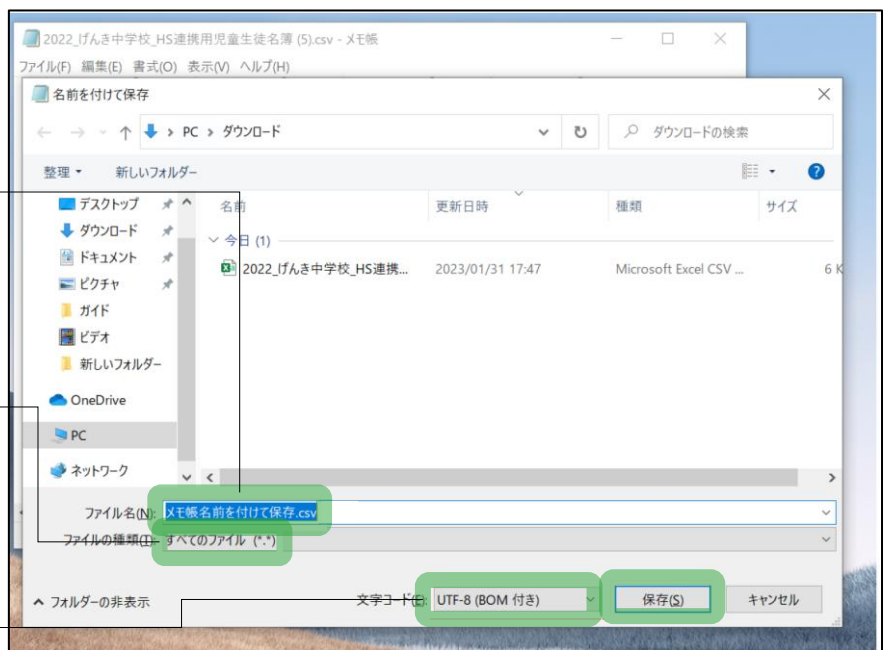 2022_げんき中学校_HS連携用児童生徒名簿 (5).csv - メモ帳
ファイル(F) 編集(E) 書式(O) 表示(V) ヘルプ(H)
名前を付けて保存
PC > ダウンロード
ダウンロードの検索
整理 新しいフォルダー
デスクトップ
ダウンロード
ドキュメント
ピクチャ
ガイド
ビデオ
新しいフォルダー
OneDrive
PC
ネットワーク
名前 更新日時 種類 サイズ
今日 (1)
2022_げんき中学校_HS連携... 2023/01/31 17:47 Microsoft Excel CSV ... 6 K
ファイル名(N): メモ帳名前を付けて保存.csv
ファイルの種類(T): すべてのファイル (*.*)
フォルダーの非表示
文字コード(E): UTF-8 (BOM 付き) 保存(S) キャンセル